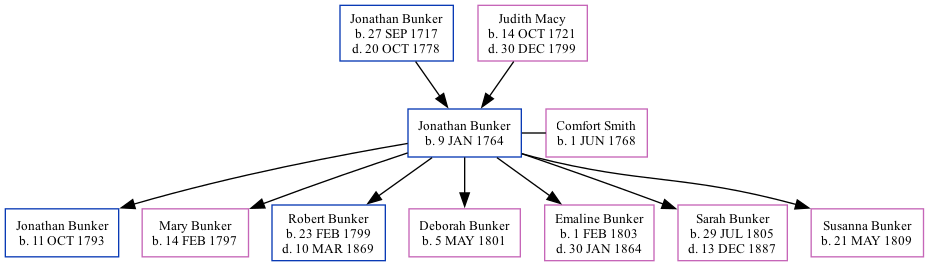 Jonathan Bunker
b. 27 SEP 1717
d. 20 OCT 1778
Judith Macy
b. 14 OCT 1721
d. 30 DEC 1799
Jonathan Bunker
b. 9 JAN 1764
Comfort Smith
b. 1 JUN 1768
Jonathan Bunker
b. 11 OCT 1793
Mary Bunker
b. 14 FEB 1797
Robert Bunker
b. 23 FEB 1799
d. 10 MAR 1869
Deborah Bunker
b. 5 MAY 1801
Emaline Bunker
b. 1 FEB 1803
d. 30 JAN 1864
Sarah Bunker
b. 29 JUL 1805
d. 13 DEC 1887
Susanna Bunker
b. 21 MAY 1809